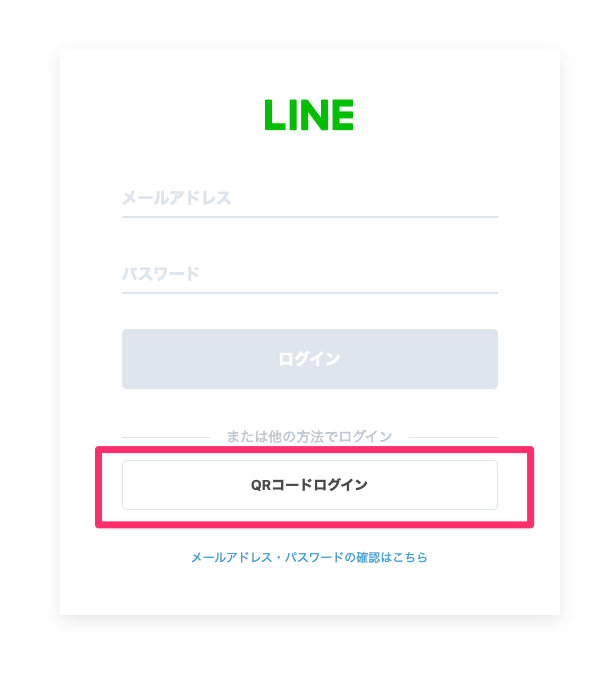 LINE
メールアドレス
パスワード
ログイン
または他の方法でログイン
QRコードログイン
メールアドレス・パスワードの確認はこちら